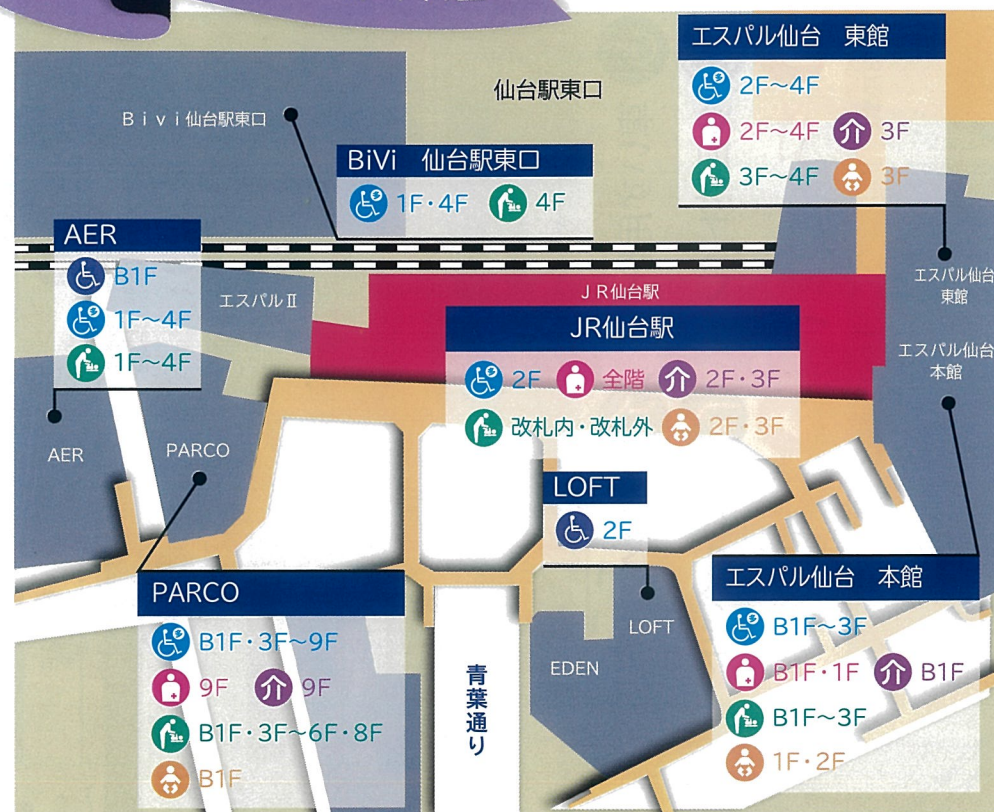 仙台駅東口
Bivi仙台駅東口
エスパル仙台　東館
2F～4F
2F～4F 介 3F
3F～4F 3F
BiVi　仙台駅東口
1F・4F 4F
AER
B1F
1F～4F
1F～4F
エスパルⅡ
JR仙台駅
エスパル仙台
東館
JR仙台駅
2F 全階 介 2F・3F
改札内・改札外 2F・3F
エスパル仙台
本館
AER
PARCO
LOFT
2F
PARCO
B1F・3F～9F
9F 介 9F
B1F・3F～6F・8F
B1F
青葉通り
EDEN
LOFT
エスパル仙台　本館
B1F～3F
B1F・1F 介 B1F
B1F～3F
1F・2F